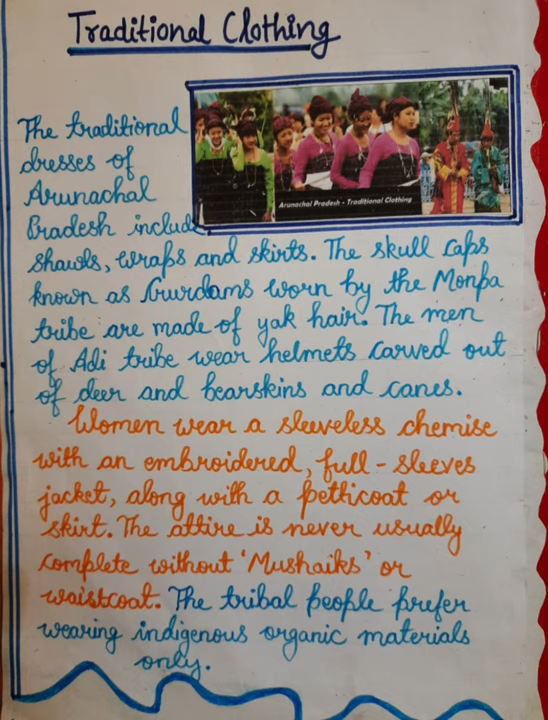 Traditional Clothing
The traditional
dresses of
Arunachal
Pradesh include
Arunachal Pradesh - Traditional Clothing
shawls, wraps and skirts. The skull caps
known as Gurdams worn by the Monpa
tribe are made of yak hair. The men
of Adi tribe wear helmets carved out
of deer and bearskins and canes.
Women wear a sleeveless chemise
with an embroidered, full-sleeves
jacket, along with a petticoat or
skirt. The attire is never usually
complete without 'Mushaiks' or
waistcoat. The tribal people prefer
wearing indigenous organic materials
only.